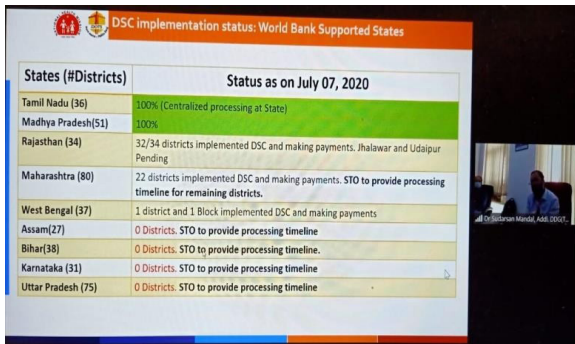 DSC implementation status: World Bank Supported States
States (#Districts)
Status as on July 07, 2020
Tamil Nadu (36)
100% (Centralized processing at State)
Madhya Pradesh(51)
100%
Rajasthan (34)
32/34 districts implemented DSC and making payments. Jhalawar and Udaipur
Pending
Maharashtra (80)
22 districts implemented DSC and making payments. STO to provide processing
timeline for remaining districts.
West Bengal (37)
1 district and 1 Block implemented DSC and making payments
Assam(27)
0 Districts. STO to provide processing timeline
Bihar(38)
0 Districts. STO to provide processing timeline.
Karnataka (31)
0 Districts. STO to provide processing timeline
Uttar Pradesh (75)
0 Districts. STO to provide processing timeline
Dr Sudarsan Mandal, Addl. DDG(T...